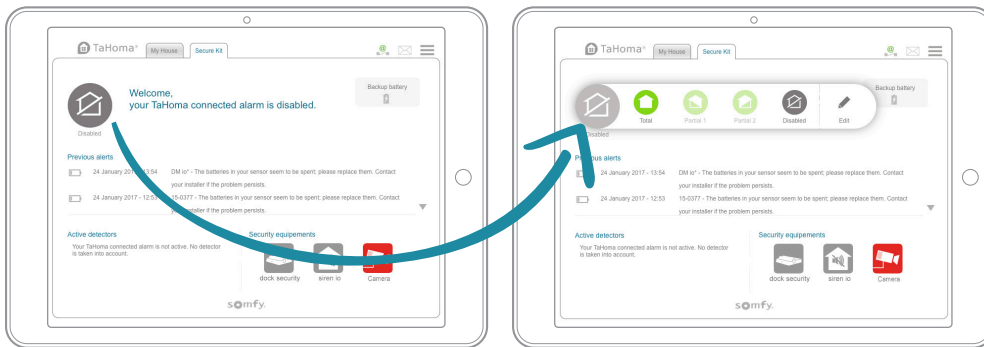 TaHoma®
My House
Secure Kit
@
Welcome,
your TaHoma connected alarm is disabled.
Backup battery
Disabled
Previous alerts
24 January 2017 - 13:54 DM io* - The batteries in your sensor seem to be spent; please replace them. Contact
your installer if the problem persists.
24 January 2017 - 12:53 15-0377 - The batteries in your sensor seem to be spent; please replace them. Contact
your installer if the problem persists.
Active detectors
Your TaHoma connected alarm is not active. No detector
is taken into account.
Security equipements
dock security
siren io
Camera
somfy.
TaHoma®
My House
Secure Kit
@
Backup battery
Total
Partial 1
Partial 2
Disabled
Edit
Disabled
Previous alerts
24 January 2017 - 13:54 DM io* - The batteries in your sensor seem to be spent; please replace them. Contact
your installer if the problem persists.
24 January 2017 - 12:53 15-0377 - The batteries in your sensor seem to be spent; please replace them. Contact
your installer if the problem persists.
Active detectors
Your TaHoma connected alarm is not active. No detector
is taken into account.
Security equipements
dock security
siren io
Camera
somfy.